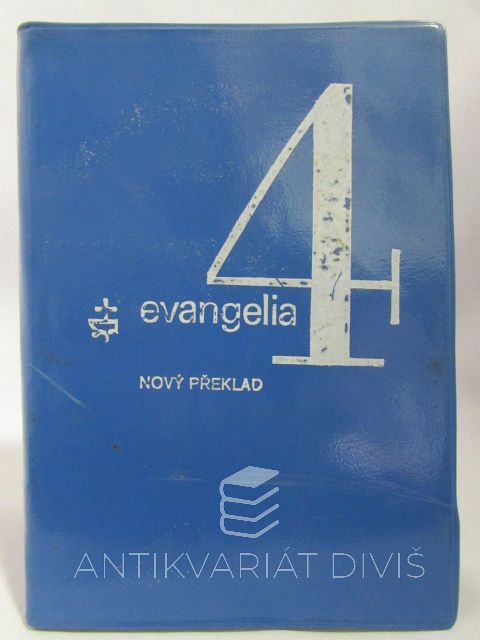 4
evangelia
NOVÝ PŘEKLAD
ANTIKVARIÁT DIVIŠ